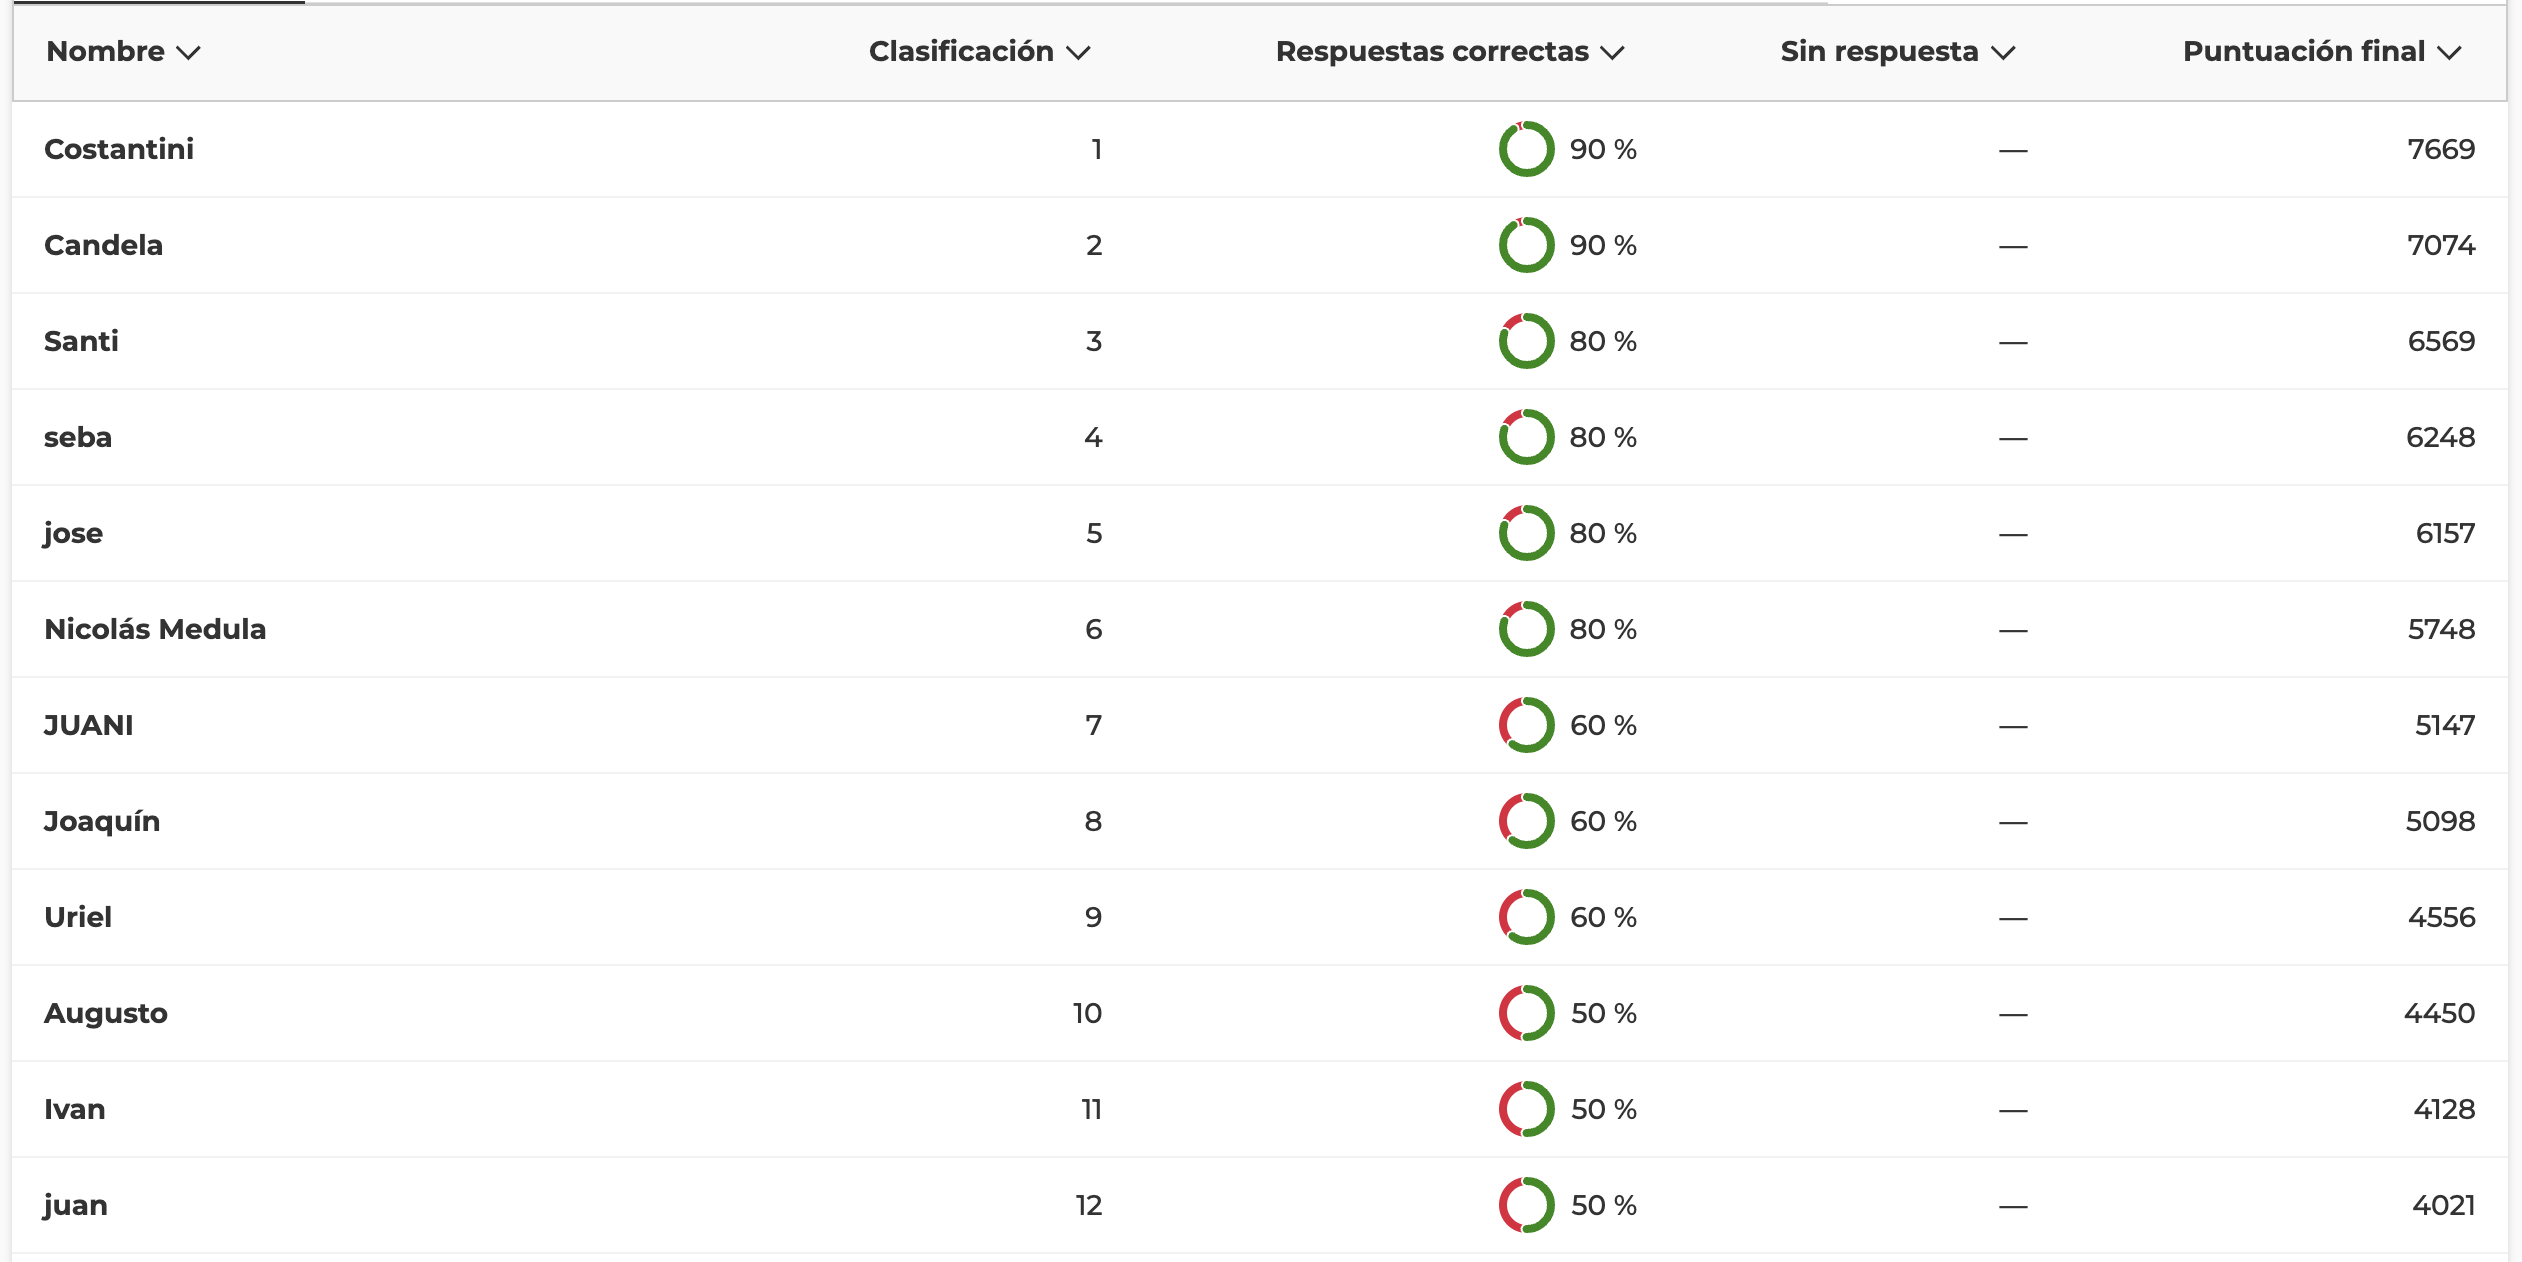 Nombre Clasificación Respuestas correctas Sin respuesta Puntuación final
Costantini 1 90 % — 7669
Candela 2 90 % — 7074
Santi 3 80 % — 6569
seba 4 80 % — 6248
jose 5 80 % — 6157
Nicolás Medula 6 80 % — 5748
JUANI 7 60 % — 5147
Joaquín 8 60 % — 5098
Uriel 9 60 % — 4556
Augusto 10 50 % — 4450
Ivan 11 50 % — 4128
juan 12 50 % — 4021